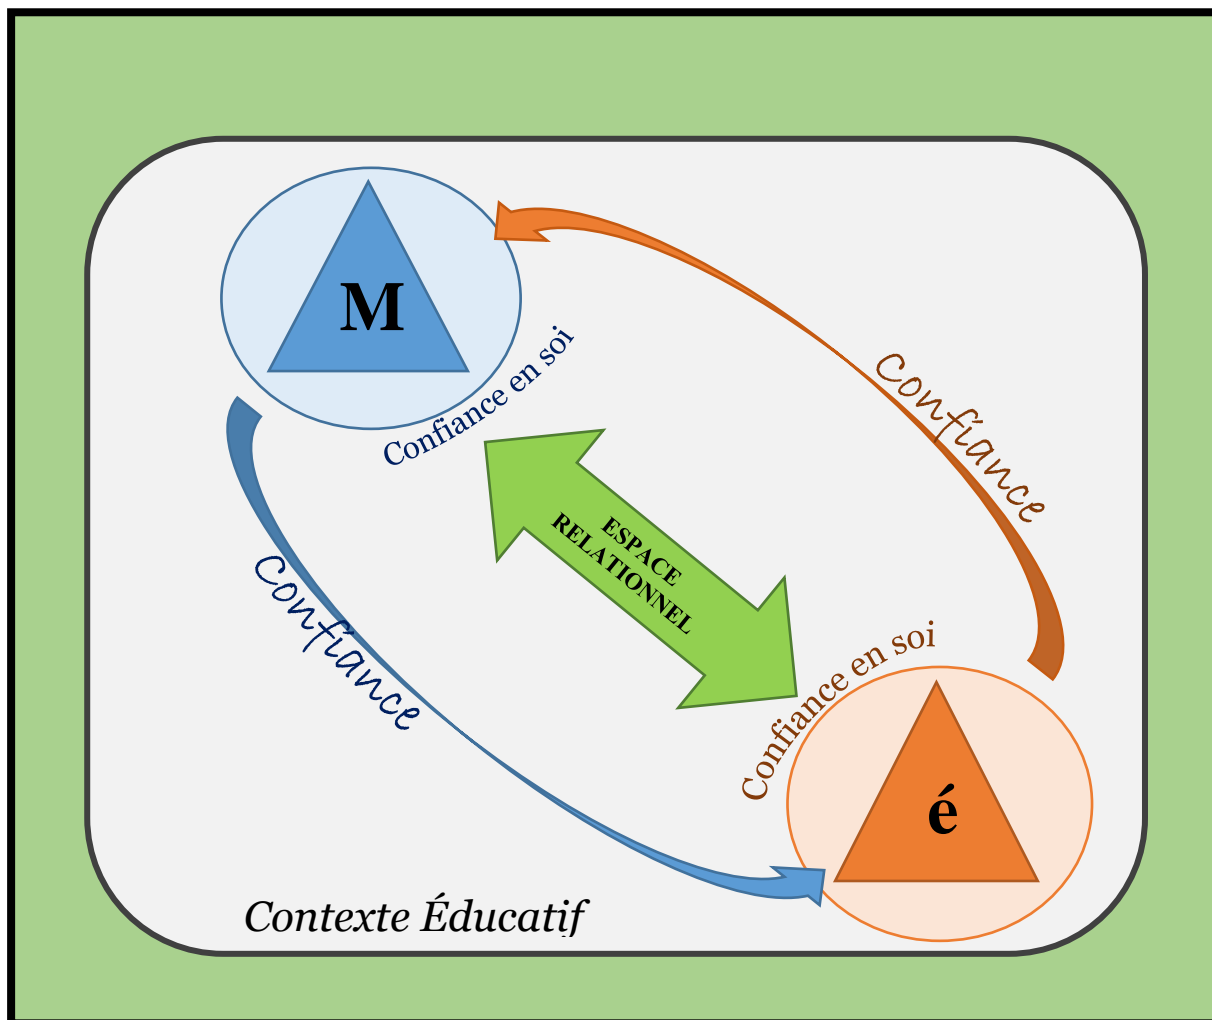 M
Confiance en soi
Confiance
ESPACE
RELATIONNEL
Confiance
Confiance en soi
é
Contexte Éducatif